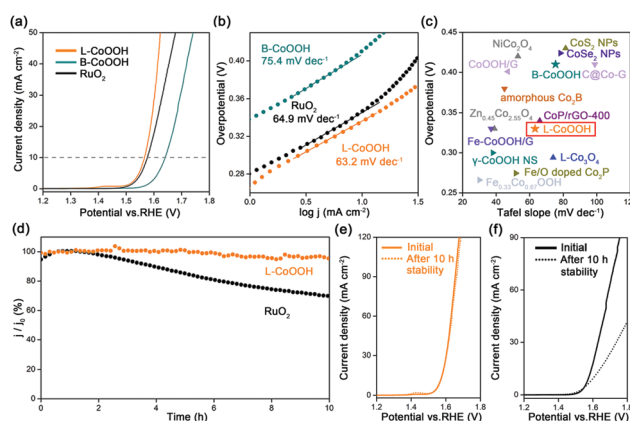 (a)
50
40
30
20
10
0
Current density (mA cm-2)
L-CoOOH
B-CoOOH
RuO2
1.2 1.3 1.4 1.5 1.6 1.7 1.8
Potential vs.RHE (V)
(b)
0.40
0.36
0.32
0.28
Overpotential (V)
B-CoOOH
75.4 mV dec-1
RuO2
64.9 mV dec-1
L-CoOOH
63.2 mV dec-1
0.0 0.5 1.0 1.5
log j (mA cm-2)
(c)
0.45
0.40
0.35
0.30
0.25
Overpotential (V)
NiCo2O4
CoS2 NPs
CoSe2 NPs
CoOOH/G
B-CoOOH
C@Co-G
amorphous Co2B
Zn0.45Co2.55O4
CoP/rGO-400
L-CoOOH
Fe-CoOOH/G
γ-CoOOH NS
L-Co3O4
Fe/O doped Co2P
Fe0.33Co0.67OOH
0 40 80 120
Tafel slope (mV dec-1)
(d)
100
80
60
40
20
0
j / j0 (%)
L-CoOOH
RuO2
0 2 4 6 8 10
Time (h)
(e)
120
90
60
30
0
Current density (mA cm-2)
Initial
After 10 h
stability
1.2 1.4 1.6 1.8
Potential vs.RHE (V)
(f)
90
60
30
0
Current density (mA cm-2)
Initial
After 10 h
stability
1.2 1.4 1.6 1.8
Potential vs.RHE (V)